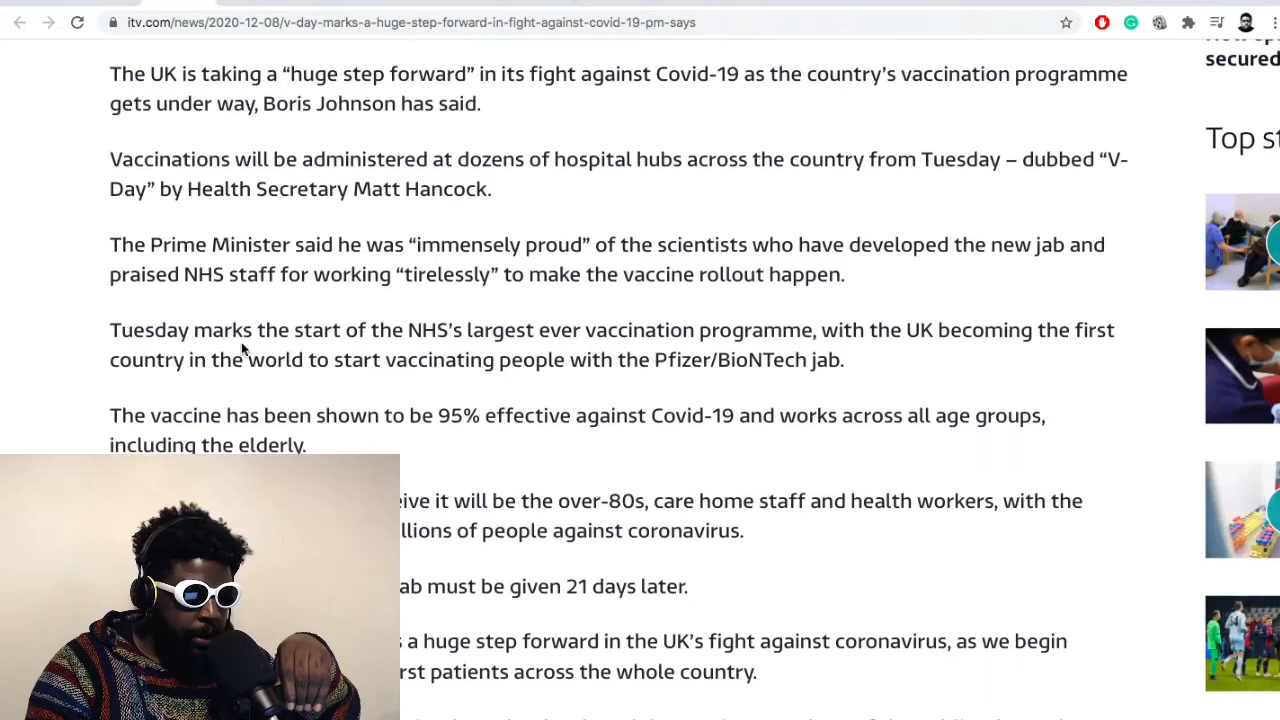 itv.com/news/2020-12-08/v-day-marks-a-huge-step-forward-in-fight-against-covid-19-pm-says
secured
The UK is taking a “huge step forward” in its fight against Covid-19 as the country’s vaccination programme
gets under way, Boris Johnson has said.
Top st
Vaccinations will be administered at dozens of hospital hubs across the country from Tuesday – dubbed “V-
Day” by Health Secretary Matt Hancock.
The Prime Minister said he was “immensely proud” of the scientists who have developed the new jab and
praised NHS staff for working “tirelessly” to make the vaccine rollout happen.
Tuesday marks the start of the NHS’s largest ever vaccination programme, with the UK becoming the first
country in the world to start vaccinating people with the Pfizer/BioNTech jab.
The vaccine has been shown to be 95% effective against Covid-19 and works across all age groups,
including the elderly.
eive it will be the over-80s, care home staff and health workers, with the
llions of people against coronavirus.
ab must be given 21 days later.
s a huge step forward in the UK’s fight against coronavirus, as we begin
rst patients across the whole country.